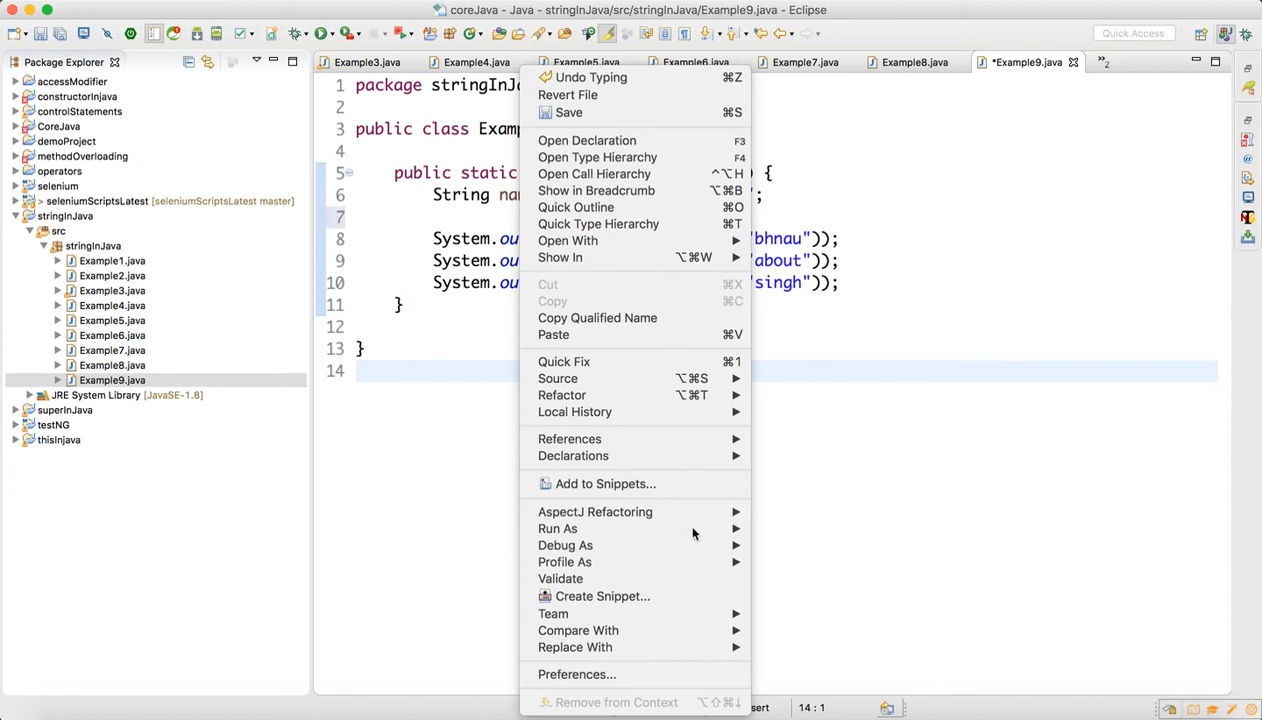 coreJava - Java - stringInJava/src/stringInJava/Example9.java - Eclipse
Quick Access
Package Explorer
accessModifier
constructorInjava
controlStatements
CoreJava
demoProject
methodOverloading
operators
selenium
> seleniumScriptsLatest [seleniumScriptsLatest master]
stringInJava
src
stringInJava
Example1.java
Example2.java
Example3.java
Example4.java
Example5.java
Example6.java
Example7.java
Example8.java
Example9.java
JRE System Library [JavaSE-1.8]
superInJava
testNG
thisInjava
Example3.java Example4.java Example5.java Example6.java Example7.java Example8.java *Example9.java »2
1 package stringInJ
2
3 public class Examp
4
5 public static ) {
6 String na ";
7
8 System.ou "bhnau"));
9 System.ou "about"));
10 System.ou "singh"));
11 }
12
13 }
14
Undo Typing ⌘Z
Revert File
Save ⌘S
Open Declaration F3
Open Type Hierarchy F4
Open Call Hierarchy ^⌥H
Show in Breadcrumb ⌥⌘B
Quick Outline ⌘O
Quick Type Hierarchy ⌘T
Open With
Show In ⌥⌘W
Cut ⌘X
Copy ⌘C
Copy Qualified Name
Paste ⌘V
Quick Fix ⌘1
Source ⌥⌘S
Refactor ⌥⌘T
Local History
References
Declarations
Add to Snippets...
AspectJ Refactoring
Run As
Debug As
Profile As
Validate
Create Snippet...
Team
Compare With
Replace With
Preferences...
Remove from Context ⌥⇧⌘↓
sert 14 : 1